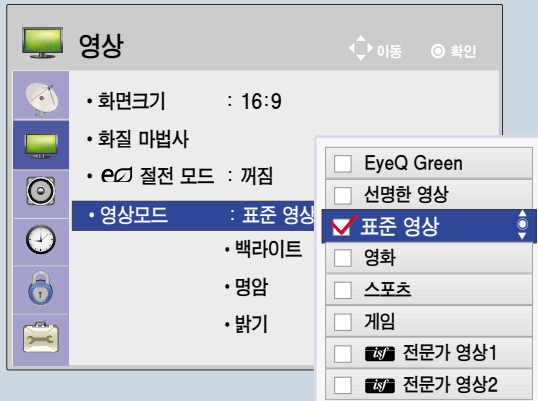 영상
이동 ◉ 확인
• 화면크기 : 16:9
• 화질 마법사
• eco 절전 모드 : 꺼짐
• 영상모드 : 표준 영상
• 백라이트
• 명암
• 밝기
EyeQ Green
선명한 영상
표준 영상
영화
스포츠
게임
isf 전문가 영상1
isf 전문가 영상2